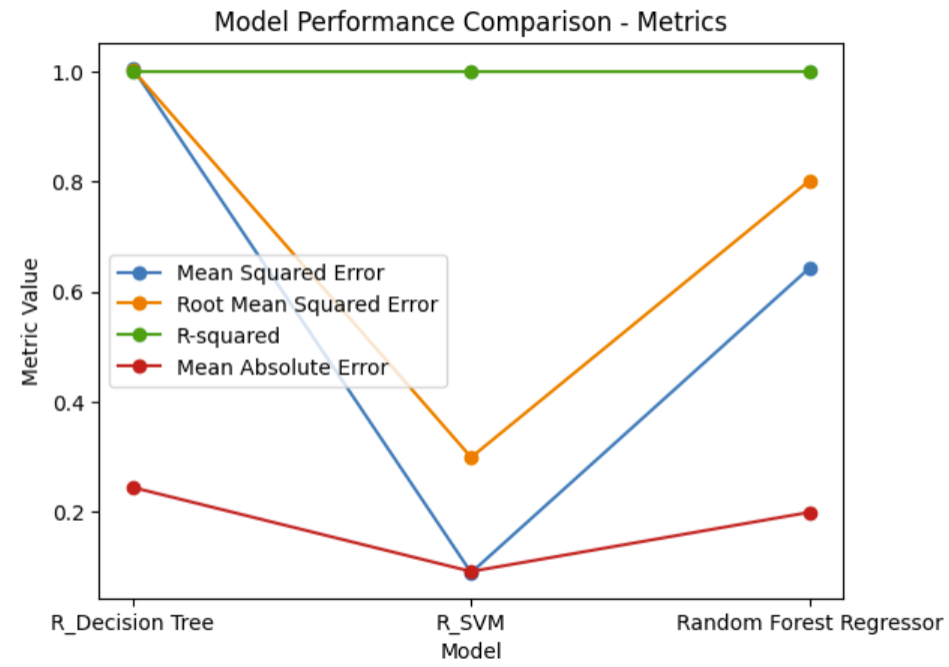 Model Performance Comparison - Metrics
Metric Value
1.0
0.8
0.6
0.4
0.2
Mean Squared Error
Root Mean Squared Error
R-squared
Mean Absolute Error
R_Decision Tree
R_SVM
Random Forest Regressor
Model